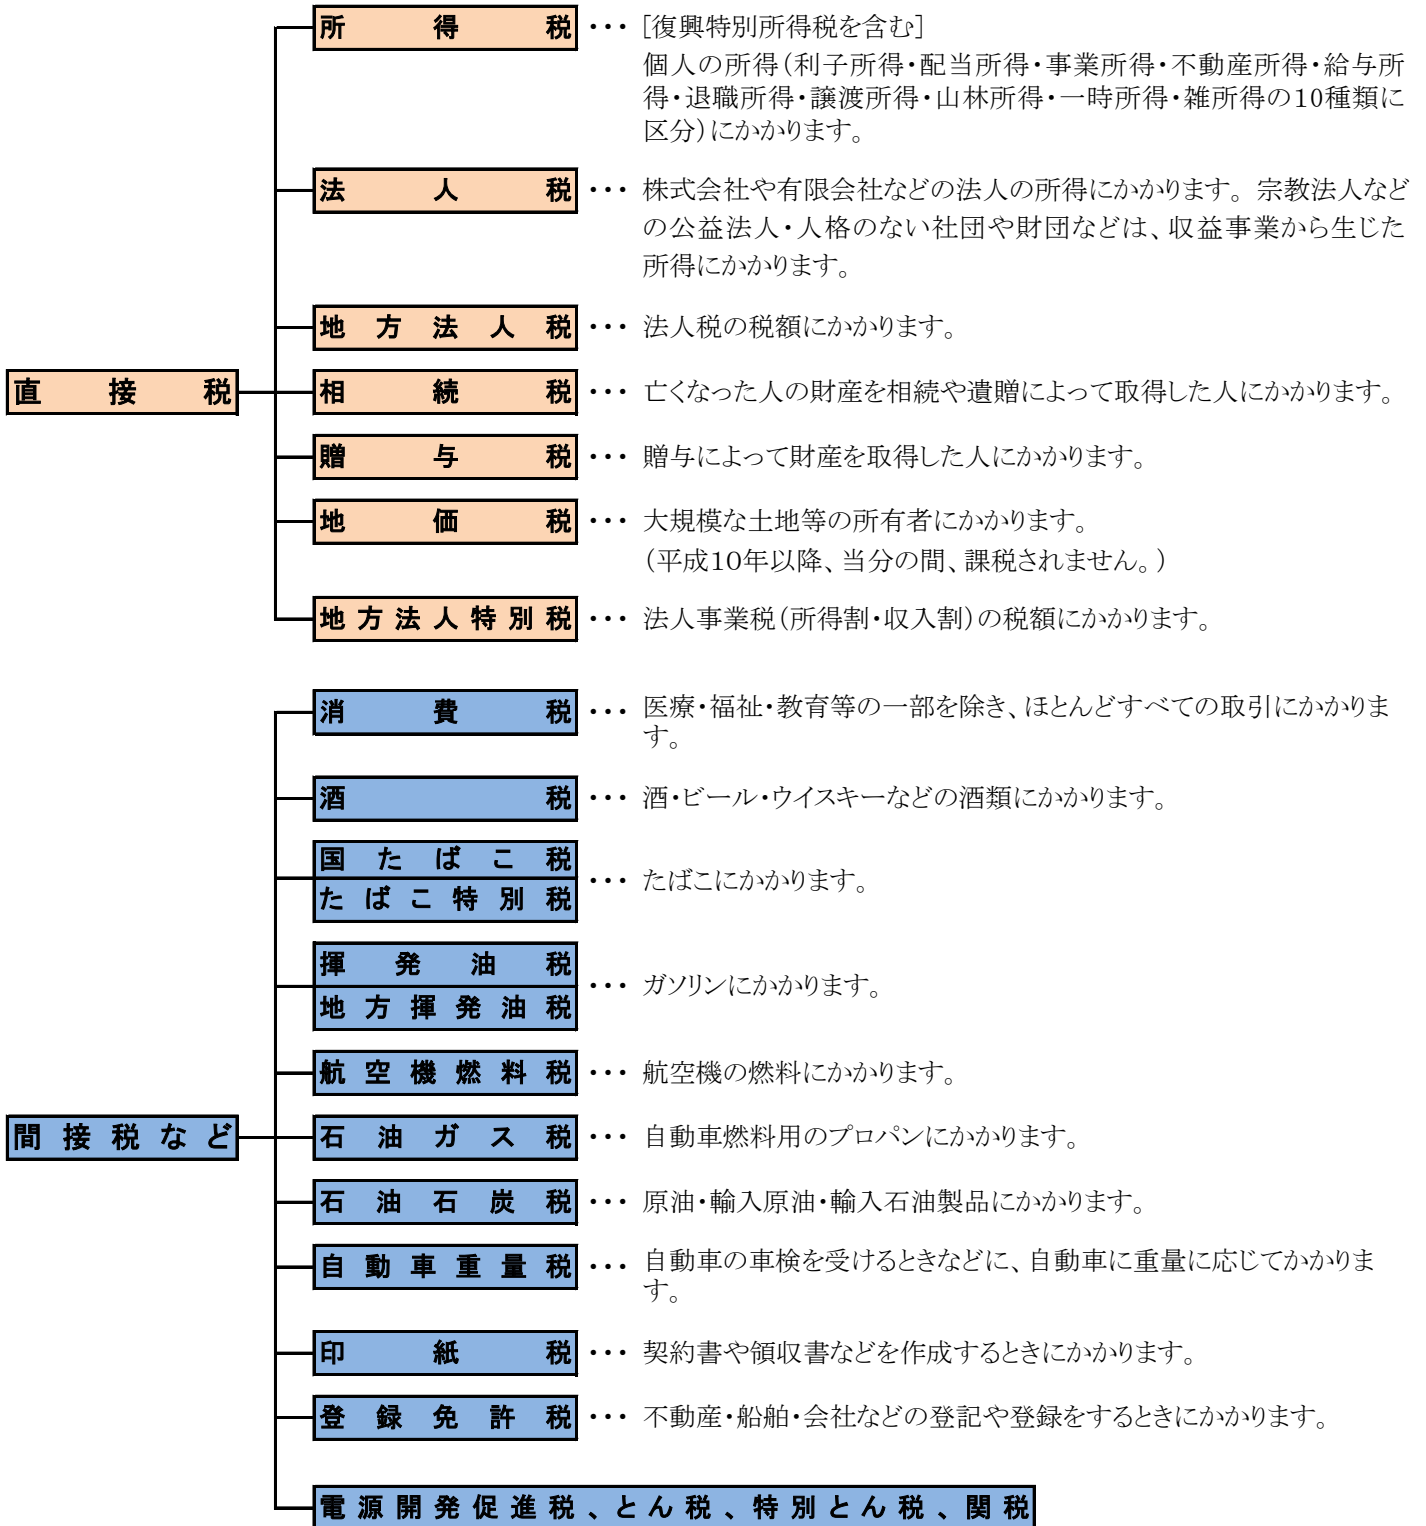 所得税 ・・・ [復興特別所得税を含む]
個人の所得(利子所得・配当所得・事業所得・不動産所得・給与所
得・退職所得・譲渡所得・山林所得・一時所得・雑所得の10種類に
区分)にかかります。
法人税 ・・・ 株式会社や有限会社などの法人の所得にかかります。宗教法人など
の公益法人・人格のない社団や財団などは、収益事業から生じた
所得にかかります。
地方法人税 ・・・ 法人税の税額にかかります。
直接税
相続税 ・・・ 亡くなった人の財産を相続や遺贈によって取得した人にかかります。
贈与税 ・・・ 贈与によって財産を取得した人にかかります。
地価税 ・・・ 大規模な土地等の所有者にかかります。
(平成10年以降、当分の間、課税されません。)
地方法人特別税 ・・・ 法人事業税(所得割・収入割)の税額にかかります。
消費税 ・・・ 医療・福祉・教育等の一部を除き、ほとんどすべての取引にかかりま
す。
酒税 ・・・ 酒・ビール・ウイスキーなどの酒類にかかります。
国たばこ税
たばこ特別税
・・・ たばこにかかります。
揮発油税
地方揮発油税
・・・ ガソリンにかかります。
航空機燃料税 ・・・ 航空機の燃料にかかります。
間接税など
石油ガス税 ・・・ 自動車燃料用のプロパンにかかります。
石油石炭税 ・・・ 原油・輸入原油・輸入石油製品にかかります。
自動車重量税 ・・・ 自動車の車検を受けるときなどに、自動車に重量に応じてかかりま
す。
印紙税 ・・・ 契約書や領収書などを作成するときにかかります。
登録免許税 ・・・ 不動産・船舶・会社などの登記や登録をするときにかかります。
電源開発促進税、とん税、特別とん税、関税